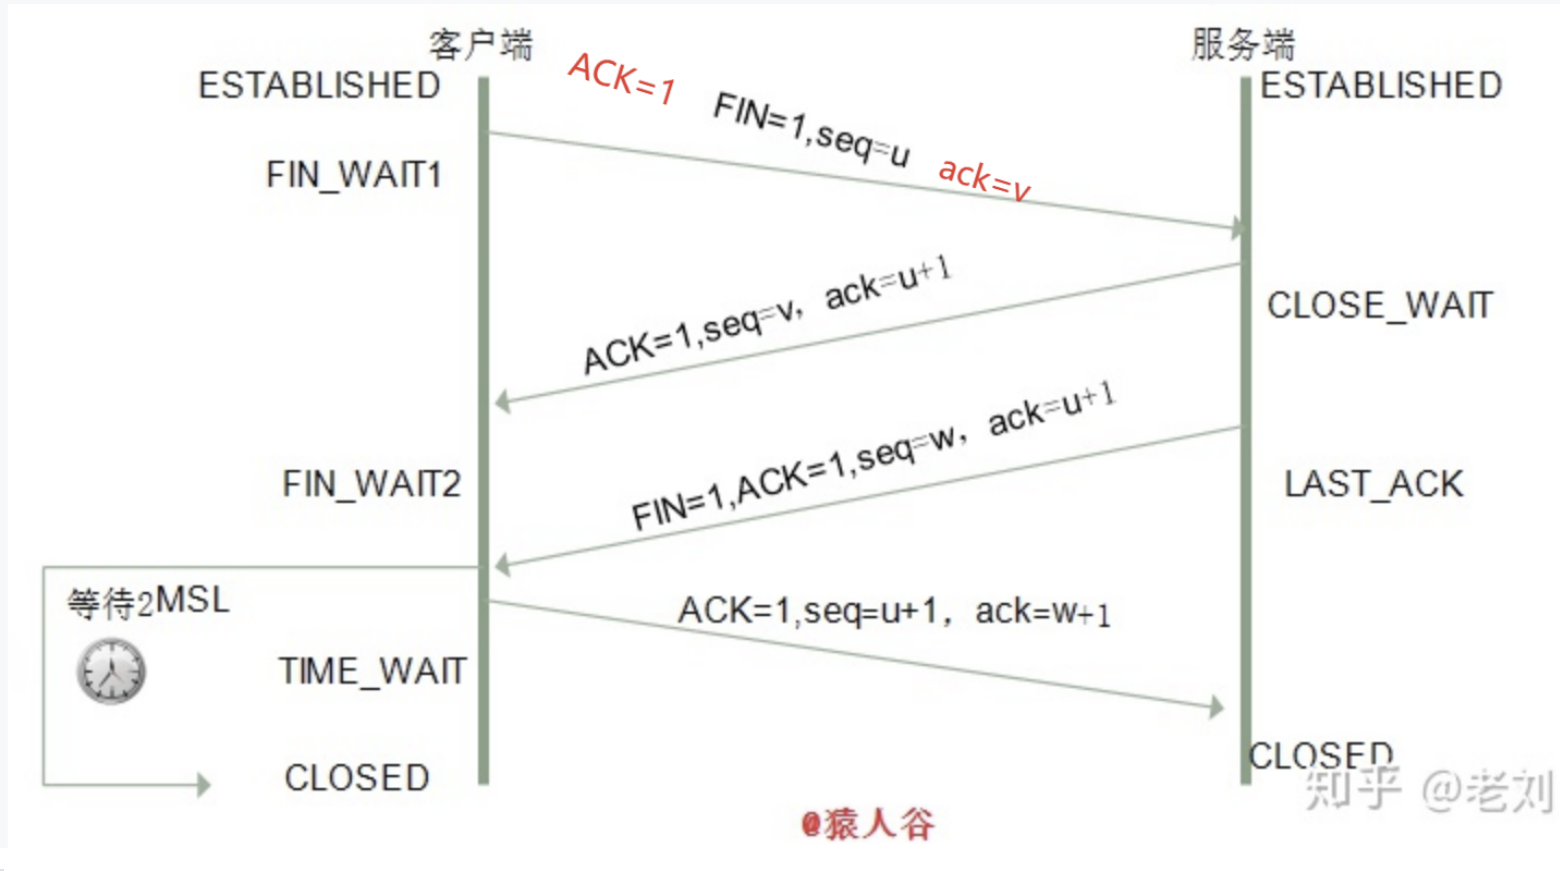 客户端
服务端
ESTABLISHED
ACK=1
FIN=1,seq=u
ack=v
ESTABLISHED
FIN_WAIT1
ACK=1,seq=v，ack=u+1
CLOSE_WAIT
FIN=1,ACK=1,seq=w，ack=u+1
FIN_WAIT2
LAST_ACK
等待2MSL
ACK=1,seq=u+1，ack=w+1
TIME_WAIT
CLOSED
CLOSED
知乎 @老刘
@猿人谷